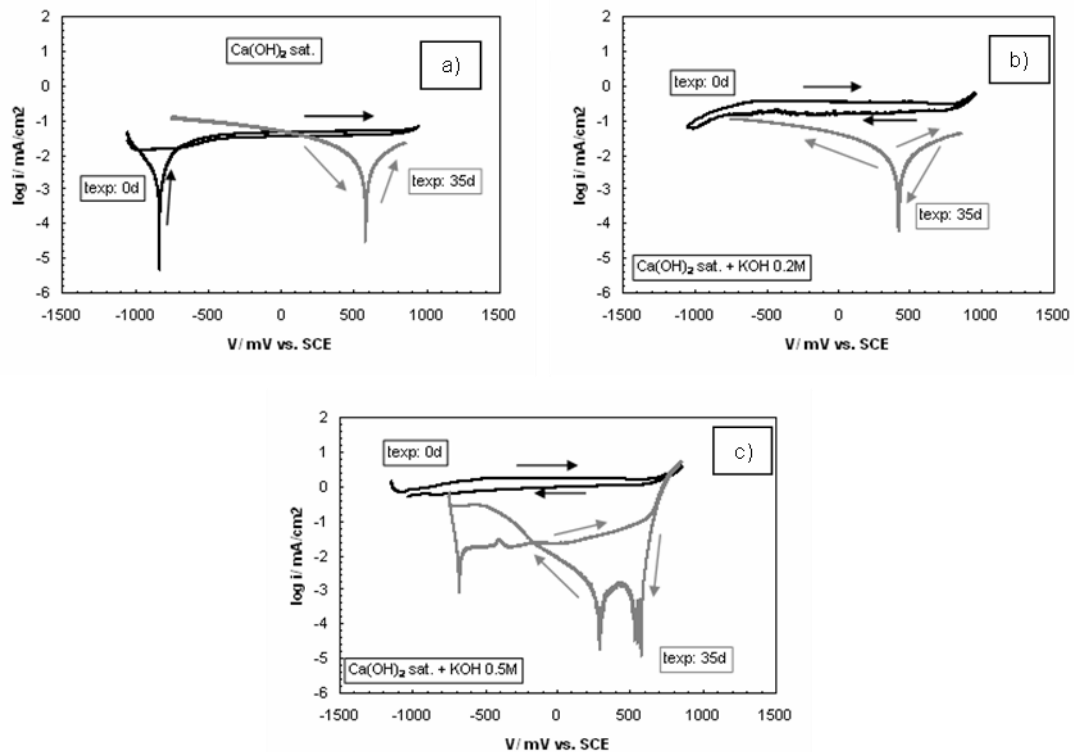 2
1
0
-1
-2
-3
-4
-5
-6
log i/ mA/cm2
Ca(OH)₂ sat.
a)
texp: 0d
texp: 35d
-1500 -1000 -500 0 500 1000 1500
V/ mV vs. SCE
2
1
0
-1
-2
-3
-4
-5
-6
log i/ mA/cm2
b)
texp: 0d
texp: 35d
Ca(OH)₂ sat. + KOH 0.2M
-1500 -1000 -500 0 500 1000 1500
V/ mV vs. SCE
2
1
0
-1
-2
-3
-4
-5
-6
log i/ mA/cm2
texp: 0d
c)
texp: 35d
Ca(OH)₂ sat. + KOH 0.5M
-1500 -1000 -500 0 500 1000 1500
V/ mV vs. SCE